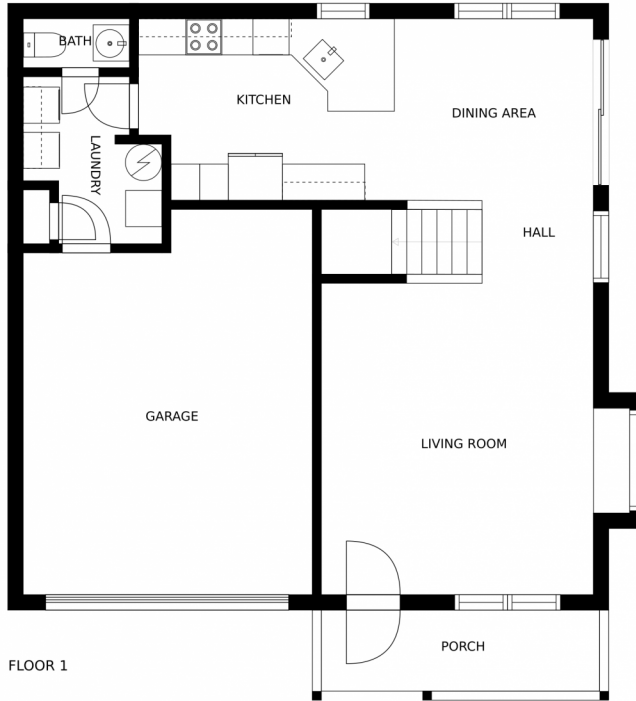 BATH
KITCHEN
DINING AREA
LAUNDRY
HALL
GARAGE
LIVING ROOM
PORCH
FLOOR 1